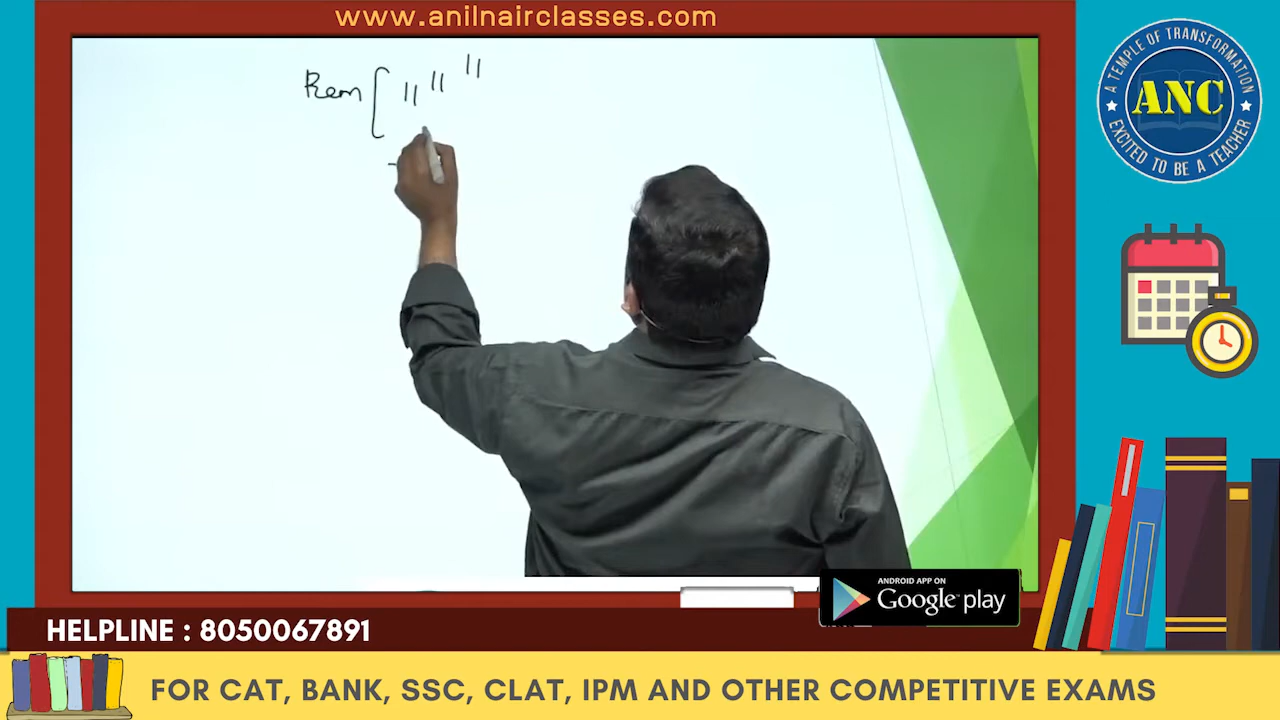 www.anilnairclasses.com
Rem [ 11 11 11
A TEMPLE OF TRANSFORMATION
ANC
EXCITED TO BE A TEACHER
ANDROID APP ON
Google play
HELPLINE : 8050067891
FOR CAT, BANK, SSC, CLAT, IPM AND OTHER COMPETITIVE EXAMS